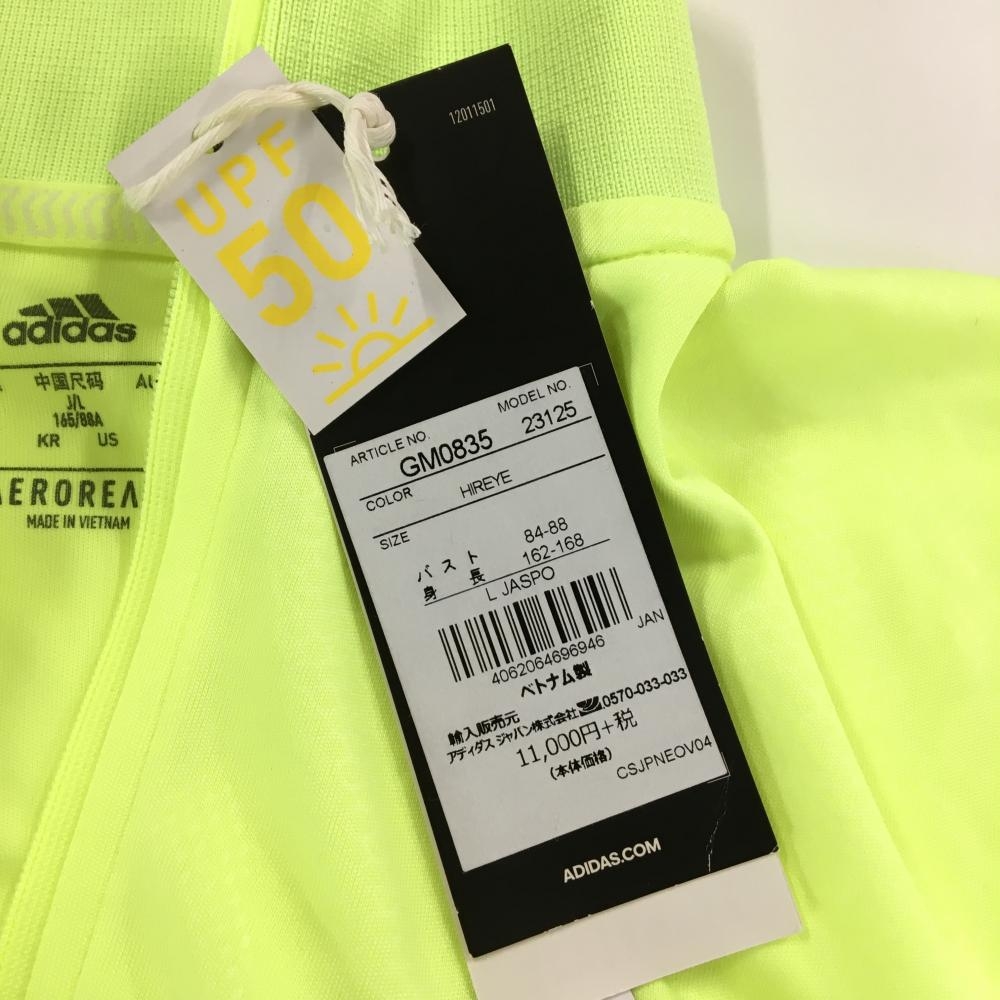 12011501
UPF
50
adidas
中国尺码
J/L
165/88A
KR US
MADE IN VIETNAM
ARTICLE NO. MODEL NO.
GM0835 23125
COLOR HIREYE
SIZE
バスト 84-88
身長 162-168
L JASPO
JAN
4062064696946
ベトナム製
輸入販売元
アディダス ジャパン株式会社 0570-033-033
11,000円+税
(本体価格)
CSJPNEOV04
ADIDAS.COM